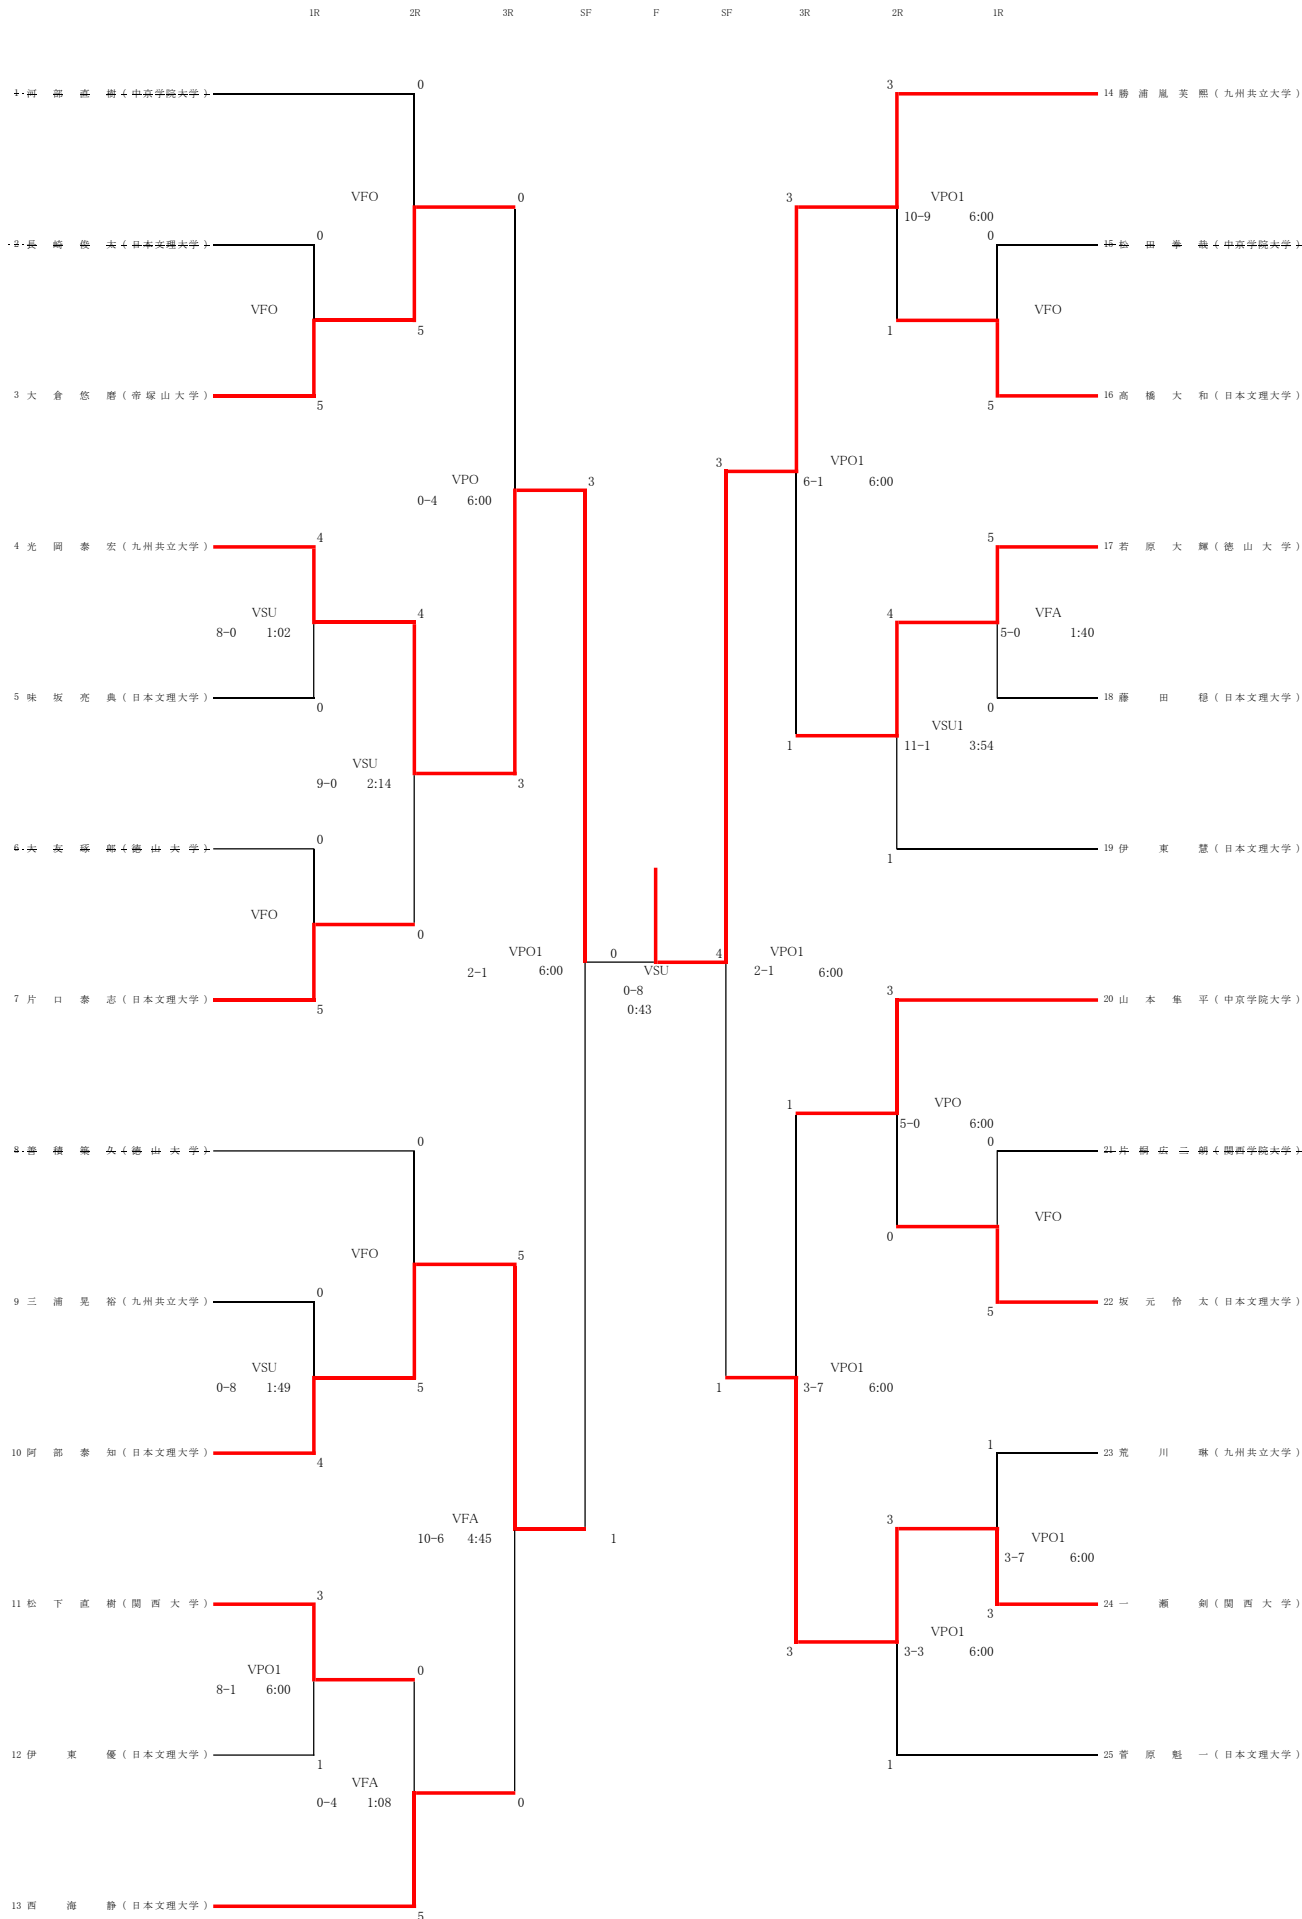 1R 2R 3R SF F SF 3R 2R 1R
1 河部直樹(中京学院大学)
2 長崎俊太(日本文理大学)
3 大倉悠磨(帝塚山大学)
4 光岡泰宏(九州共立大学)
5 味坂亮典(日本文理大学)
6 大友琢郎(徳山大学)
7 片口泰志(日本文理大学)
8 善積築久(徳山大学)
9 三浦晃裕(九州共立大学)
10 阿部泰知(日本文理大学)
11 松下直樹(関西大学)
12 伊東優(日本文理大学)
13 西海静(日本文理大学)
0
VFO
0
0
VFO
5
5
VPO
0-4 6:00
3
4
VSU
8-0 1:02
4
0
VSU
9-0 2:14
3
0
VFO
0
5
VPO1
2-1 6:00
0
VSU
0-8
0:43
4
VPO1
2-1 6:00
0
VFO
5
0
VSU
0-8 1:49
5
4
VFA
10-6 4:45
1
3
VPO1
8-1 6:00
0
1
VFA
0-4 1:08
0
5
3
3
VPO1
10-9 6:00
0
VFO
1
5
3
VPO1
6-1 6:00
5
VFA
5-0 1:40
4
0
VSU1
11-1 3:54
1
1
3
VPO
5-0 6:00
1
0
VFO
0
5
1
VPO1
3-7 6:00
1
3
VPO1
3-7 6:00
3
VPO1
3-3 6:00
3
1
14 勝浦嵐芙熙(九州共立大学)
15 松田拳哉(中京学院大学)
16 高橋大和(日本文理大学)
17 若原大輝(徳山大学)
18 藤田穏(日本文理大学)
19 伊東慧(日本文理大学)
20 山本隼平(中京学院大学)
21 片桐広二朗(関西学院大学)
22 坂元怜太(日本文理大学)
23 荒川琳(九州共立大学)
24 一瀬剣(関西大学)
25 菅原魁一(日本文理大学)